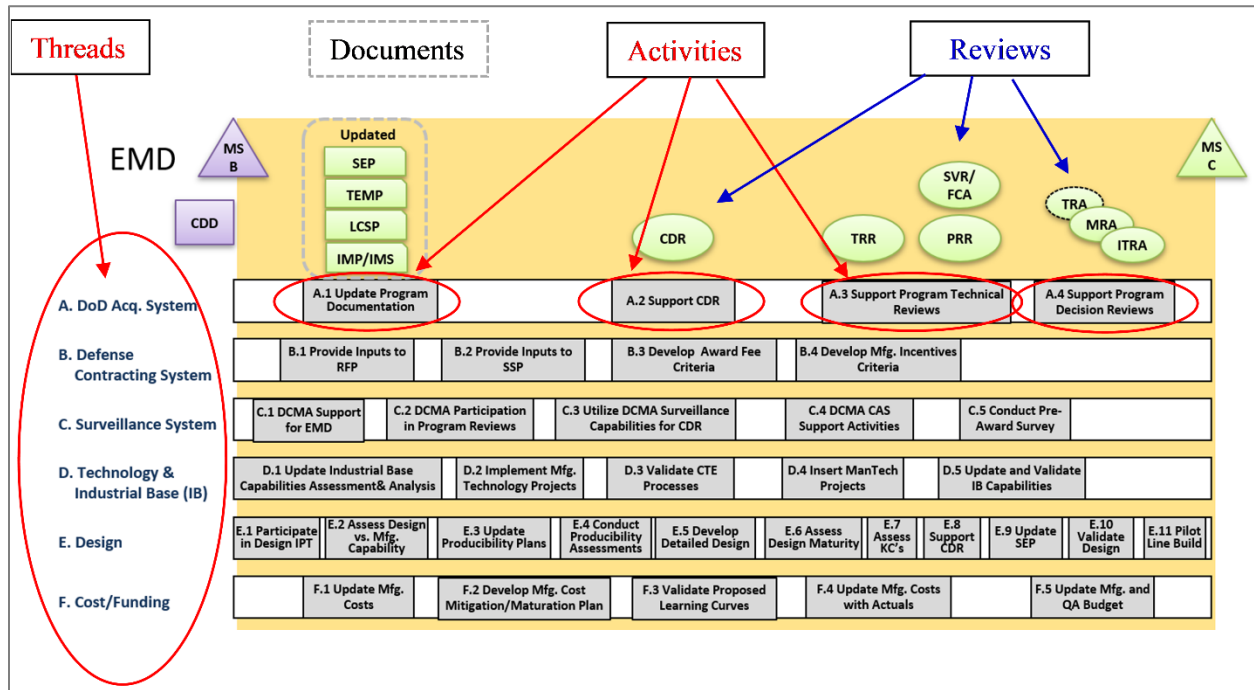 Threads
Documents
Activities
Reviews
EMD
MS
B
CDD
Updated
SEP
TEMP
LCSP
IMP/IMS
CDR
TRR
SVR/
FCA
PRR
TRA
MRA
ITRA
MS
C
A. DoD Acq. System
A.1 Update Program
Documentation
A.2 Support CDR
A.3 Support Program Technical
Reviews
A.4 Support Program
Decision Reviews
B. Defense
Contracting System
B.1 Provide Inputs to
RFP
B.2 Provide Inputs to
SSP
B.3 Develop Award Fee
Criteria
B.4 Develop Mfg. Incentives
Criteria
C. Surveillance System
C.1 DCMA Support
for EMD
C.2 DCMA Participation
in Program Reviews
C.3 Utilize DCMA Surveillance
Capabilities for CDR
C.4 DCMA CAS
Support Activities
C.5 Conduct Pre-
Award Survey
D. Technology &
Industrial Base (IB)
D.1 Update Industrial Base
Capabilities Assessment& Analysis
D.2 Implement Mfg.
Technology Projects
D.3 Validate CTE
Processes
D.4 Insert ManTech
Projects
D.5 Update and Validate
IB Capabilities
E. Design
E.1 Participate
in Design IPT
E.2 Assess Design
vs. Mfg.
Capability
E.3 Update
Producibility Plans
E.4 Conduct
Producibility
Assessments
E.5 Develop
Detailed Design
E.6 Assess
Design Maturity
E.7
Assess
KC's
E.8
Support
CDR
E.9 Update
SEP
E.10
Validate
Design
E.11 Pilot
Line Build
F. Cost/Funding
F.1 Update Mfg.
Costs
F.2 Develop Mfg. Cost
Mitigation/Maturation Plan
F.3 Validate Proposed
Learning Curves
F.4 Update Mfg. Costs
with Actuals
F.5 Update Mfg. and
QA Budget